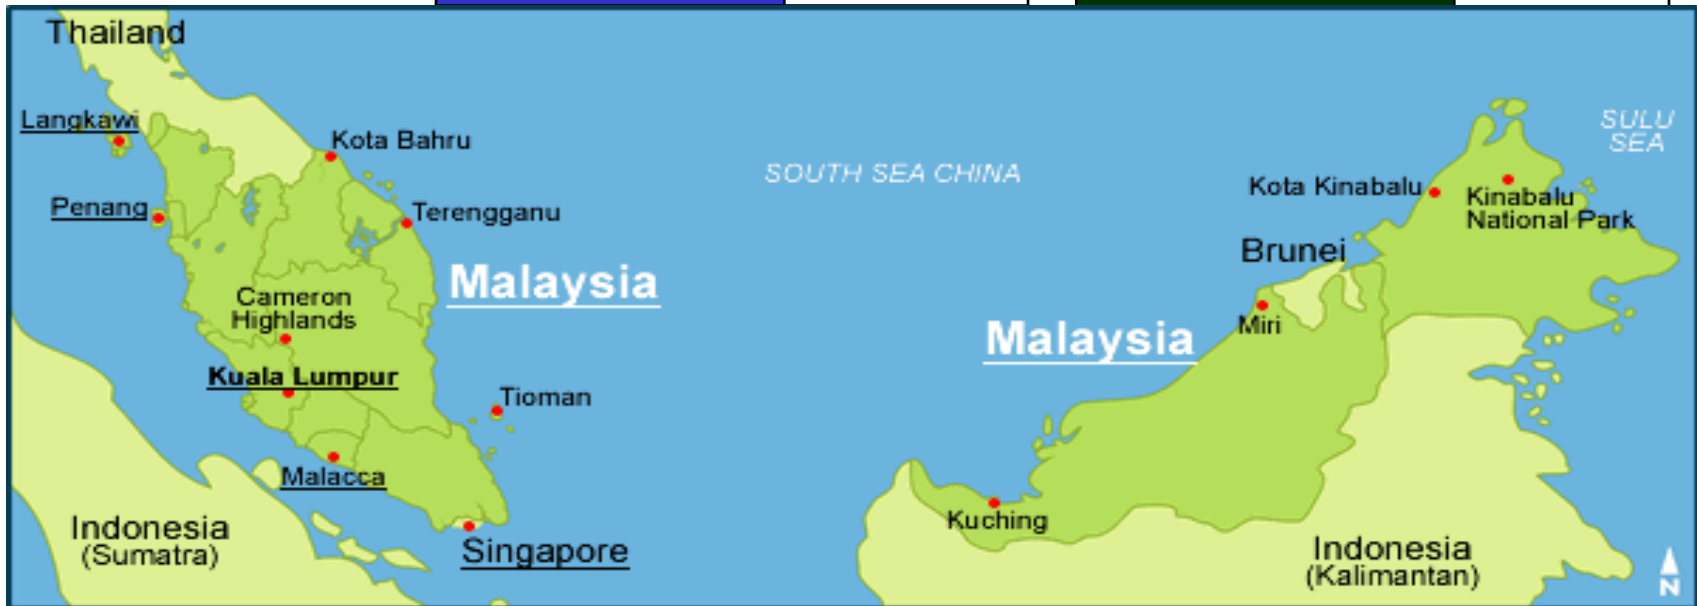 Thailand
Langkawi
Kota Bahru
Penang
Terengganu
Malaysia
Cameron
Highlands
Kuala Lumpur
Tioman
Malacca
Indonesia
(Sumatra)
Singapore
SOUTH SEA CHINA
SULU
SEA
Kota Kinabalu
Kinabalu
National Park
Brunei
Miri
Malaysia
Kuching
Indonesia
(Kalimantan)
N